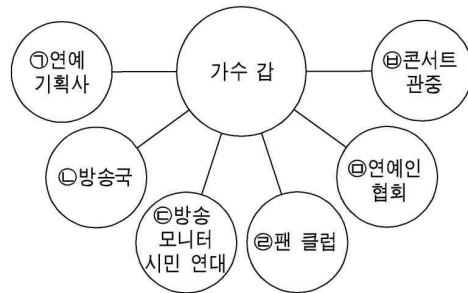 가수 갑
㉠연예
기획사
㉡방송국
㉢방송
모니터
시민 연대
㉣팬 클럽
㉤연예인
협회
㉥콘서트
관중